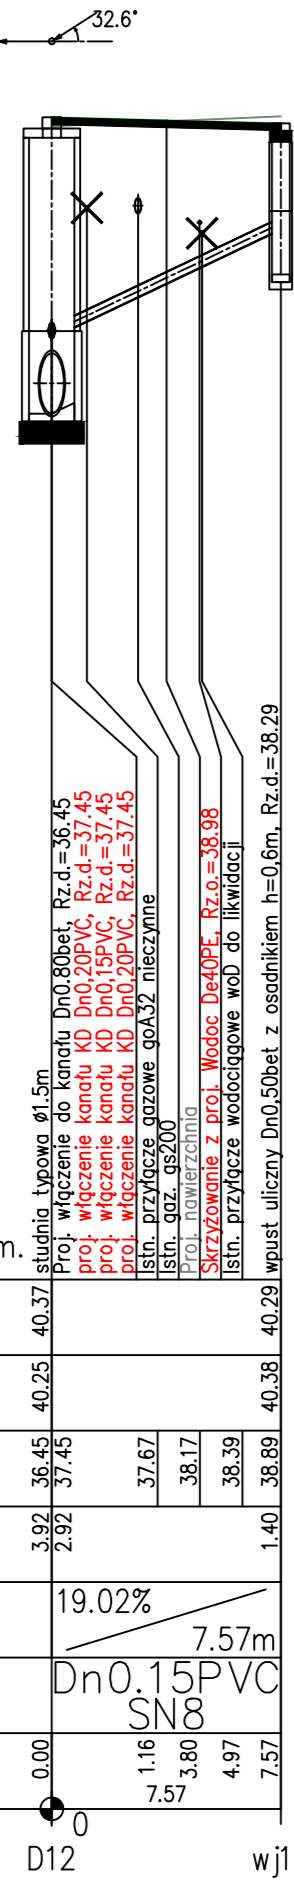 32.6°
studnia typowa ø1.5m
Proj. włączenie do kanału Dn0.80bet, Rz.d.=36.45
proj. włączenie kanału KD Dn0,20PVC, Rz.d.=37.45
proj. włączenie kanału KD Dn0,15PVC, Rz.d.=37.45
proj. włączenie kanału KD Dn0,20PVC, Rz.d.=37.45
Istn. przyłącze gazowe goA32 nieczynne
Istn. gaz. gs200
Proj. nawierzchnia
Skrzyżowanie z proj. Wodoc De40PE, Rz.o.=38.98
Istn. przyłącze wodociągowe woD do likwidacji
wpust uliczny Dn0,50bet z osadnikiem h=0,6m, Rz.d.=38.29
m.
40.37 40.29
40.25 40.38
36.45 37.45 37.67 38.17 38.39 38.89
3.92 2.92 1.40
19.02%
7.57m
Dn0.15PVC
SN8
0.00 1.16 3.80 4.97 7.57
7.57
0
D12 wj1